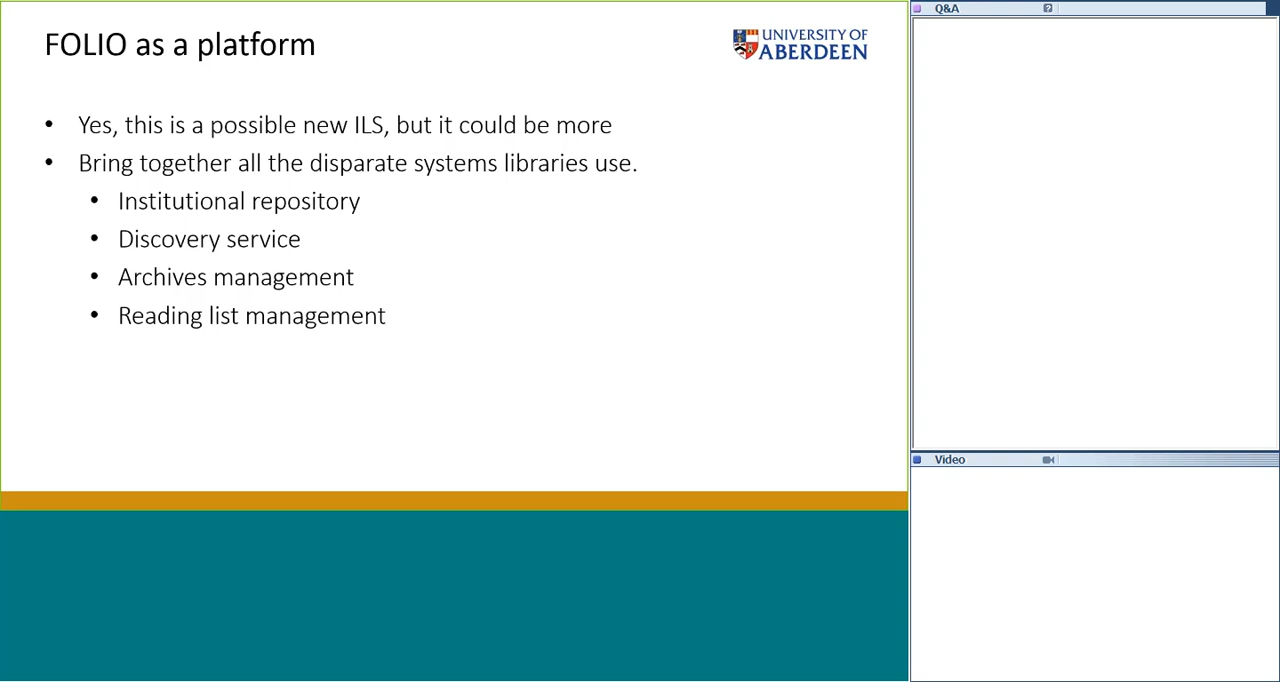 FOLIO as a platform
UNIVERSITY OF
ABERDEEN
• Yes, this is a possible new ILS, but it could be more
• Bring together all the disparate systems libraries use.
• Institutional repository
• Discovery service
• Archives management
• Reading list management
Q&A
?
Video